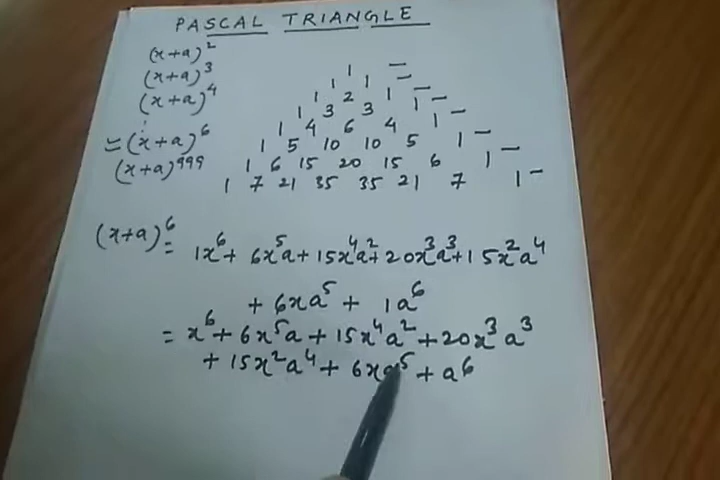 PASCAL TRIANGLE
(x+a)²
(x+a)³
(x+a)⁴
⋮
= (x+a)⁶
(x+a)⁹⁹⁹
1 –
1 1 –
1 2 1 –
1 3 3 1 –
1 4 6 4 1 –
1 5 10 10 5 1 –
1 6 15 20 15 6 1 –
1 7 21 35 35 21 7 1 –
(x+a)⁶ = 1x⁶ + 6x⁵a + 15x⁴a² + 20x³a³ + 15x²a⁴
+ 6xa⁵ + 1a⁶
= x⁶ + 6x⁵a + 15x⁴a² + 20x³a³
+ 15x²a⁴ + 6xa⁵ + a⁶